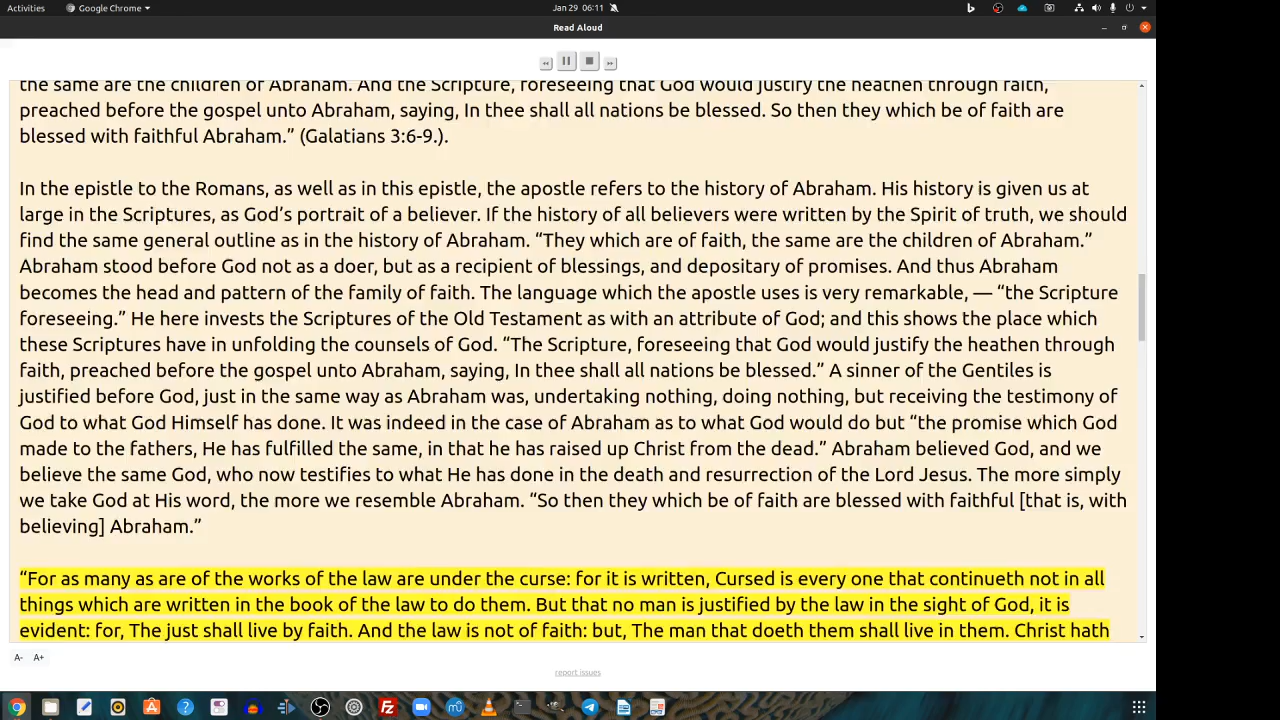 Activities
Google Chrome
Jan 29 06:11
Read Aloud
the same are the children of Abraham. And the Scripture, foreseeing that God would justify the heathen through faith,
preached before the gospel unto Abraham, saying, In thee shall all nations be blessed. So then they which be of faith are
blessed with faithful Abraham.” (Galatians 3:6-9.).
In the epistle to the Romans, as well as in this epistle, the apostle refers to the history of Abraham. His history is given us at
large in the Scriptures, as God’s portrait of a believer. If the history of all believers were written by the Spirit of truth, we should
find the same general outline as in the history of Abraham. “They which are of faith, the same are the children of Abraham.”
Abraham stood before God not as a doer, but as a recipient of blessings, and depositary of promises. And thus Abraham
becomes the head and pattern of the family of faith. The language which the apostle uses is very remarkable, — “the Scripture
foreseeing.” He here invests the Scriptures of the Old Testament as with an attribute of God; and this shows the place which
these Scriptures have in unfolding the counsels of God. “The Scripture, foreseeing that God would justify the heathen through
faith, preached before the gospel unto Abraham, saying, In thee shall all nations be blessed.” A sinner of the Gentiles is
justified before God, just in the same way as Abraham was, undertaking nothing, doing nothing, but receiving the testimony of
God to what God Himself has done. It was indeed in the case of Abraham as to what God would do but “the promise which God
made to the fathers, He has fulfilled the same, in that he has raised up Christ from the dead.” Abraham believed God, and we
believe the same God, who now testifies to what He has done in the death and resurrection of the Lord Jesus. The more simply
we take God at His word, the more we resemble Abraham. “So then they which be of faith are blessed with faithful [that is, with
believing] Abraham.”
“For as many as are of the works of the law are under the curse: for it is written, Cursed is every one that continueth not in all
things which are written in the book of the law to do them. But that no man is justified by the law in the sight of God, it is
evident: for, The just shall live by faith. And the law is not of faith: but, The man that doeth them shall live in them. Christ hath
A- A+
report issues